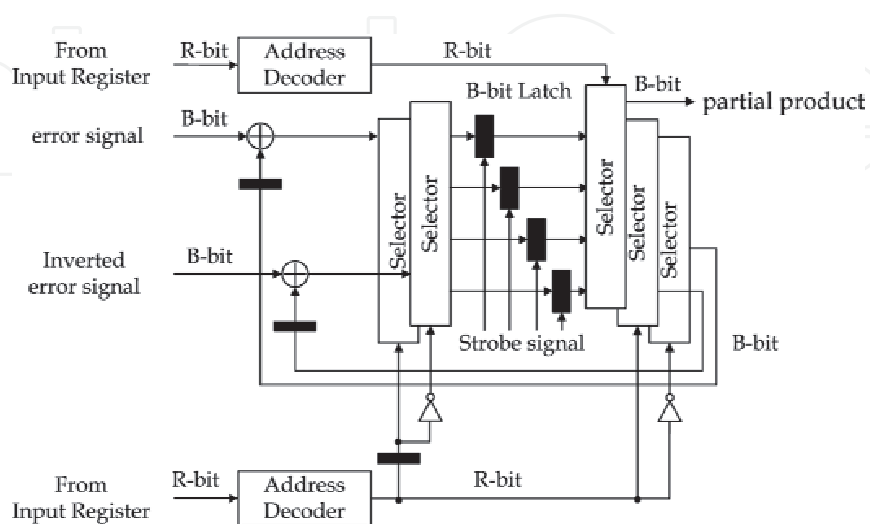 From
Input Register
R-bit
Address
Decoder
R-bit
B-bit Latch
B-bit
partial product
error signal
B-bit
Selector
Selector
Selector
Selector
Selector
Inverted
error signal
B-bit
Strobe signal
B-bit
From
Input Register
R-bit
Address
Decoder
R-bit